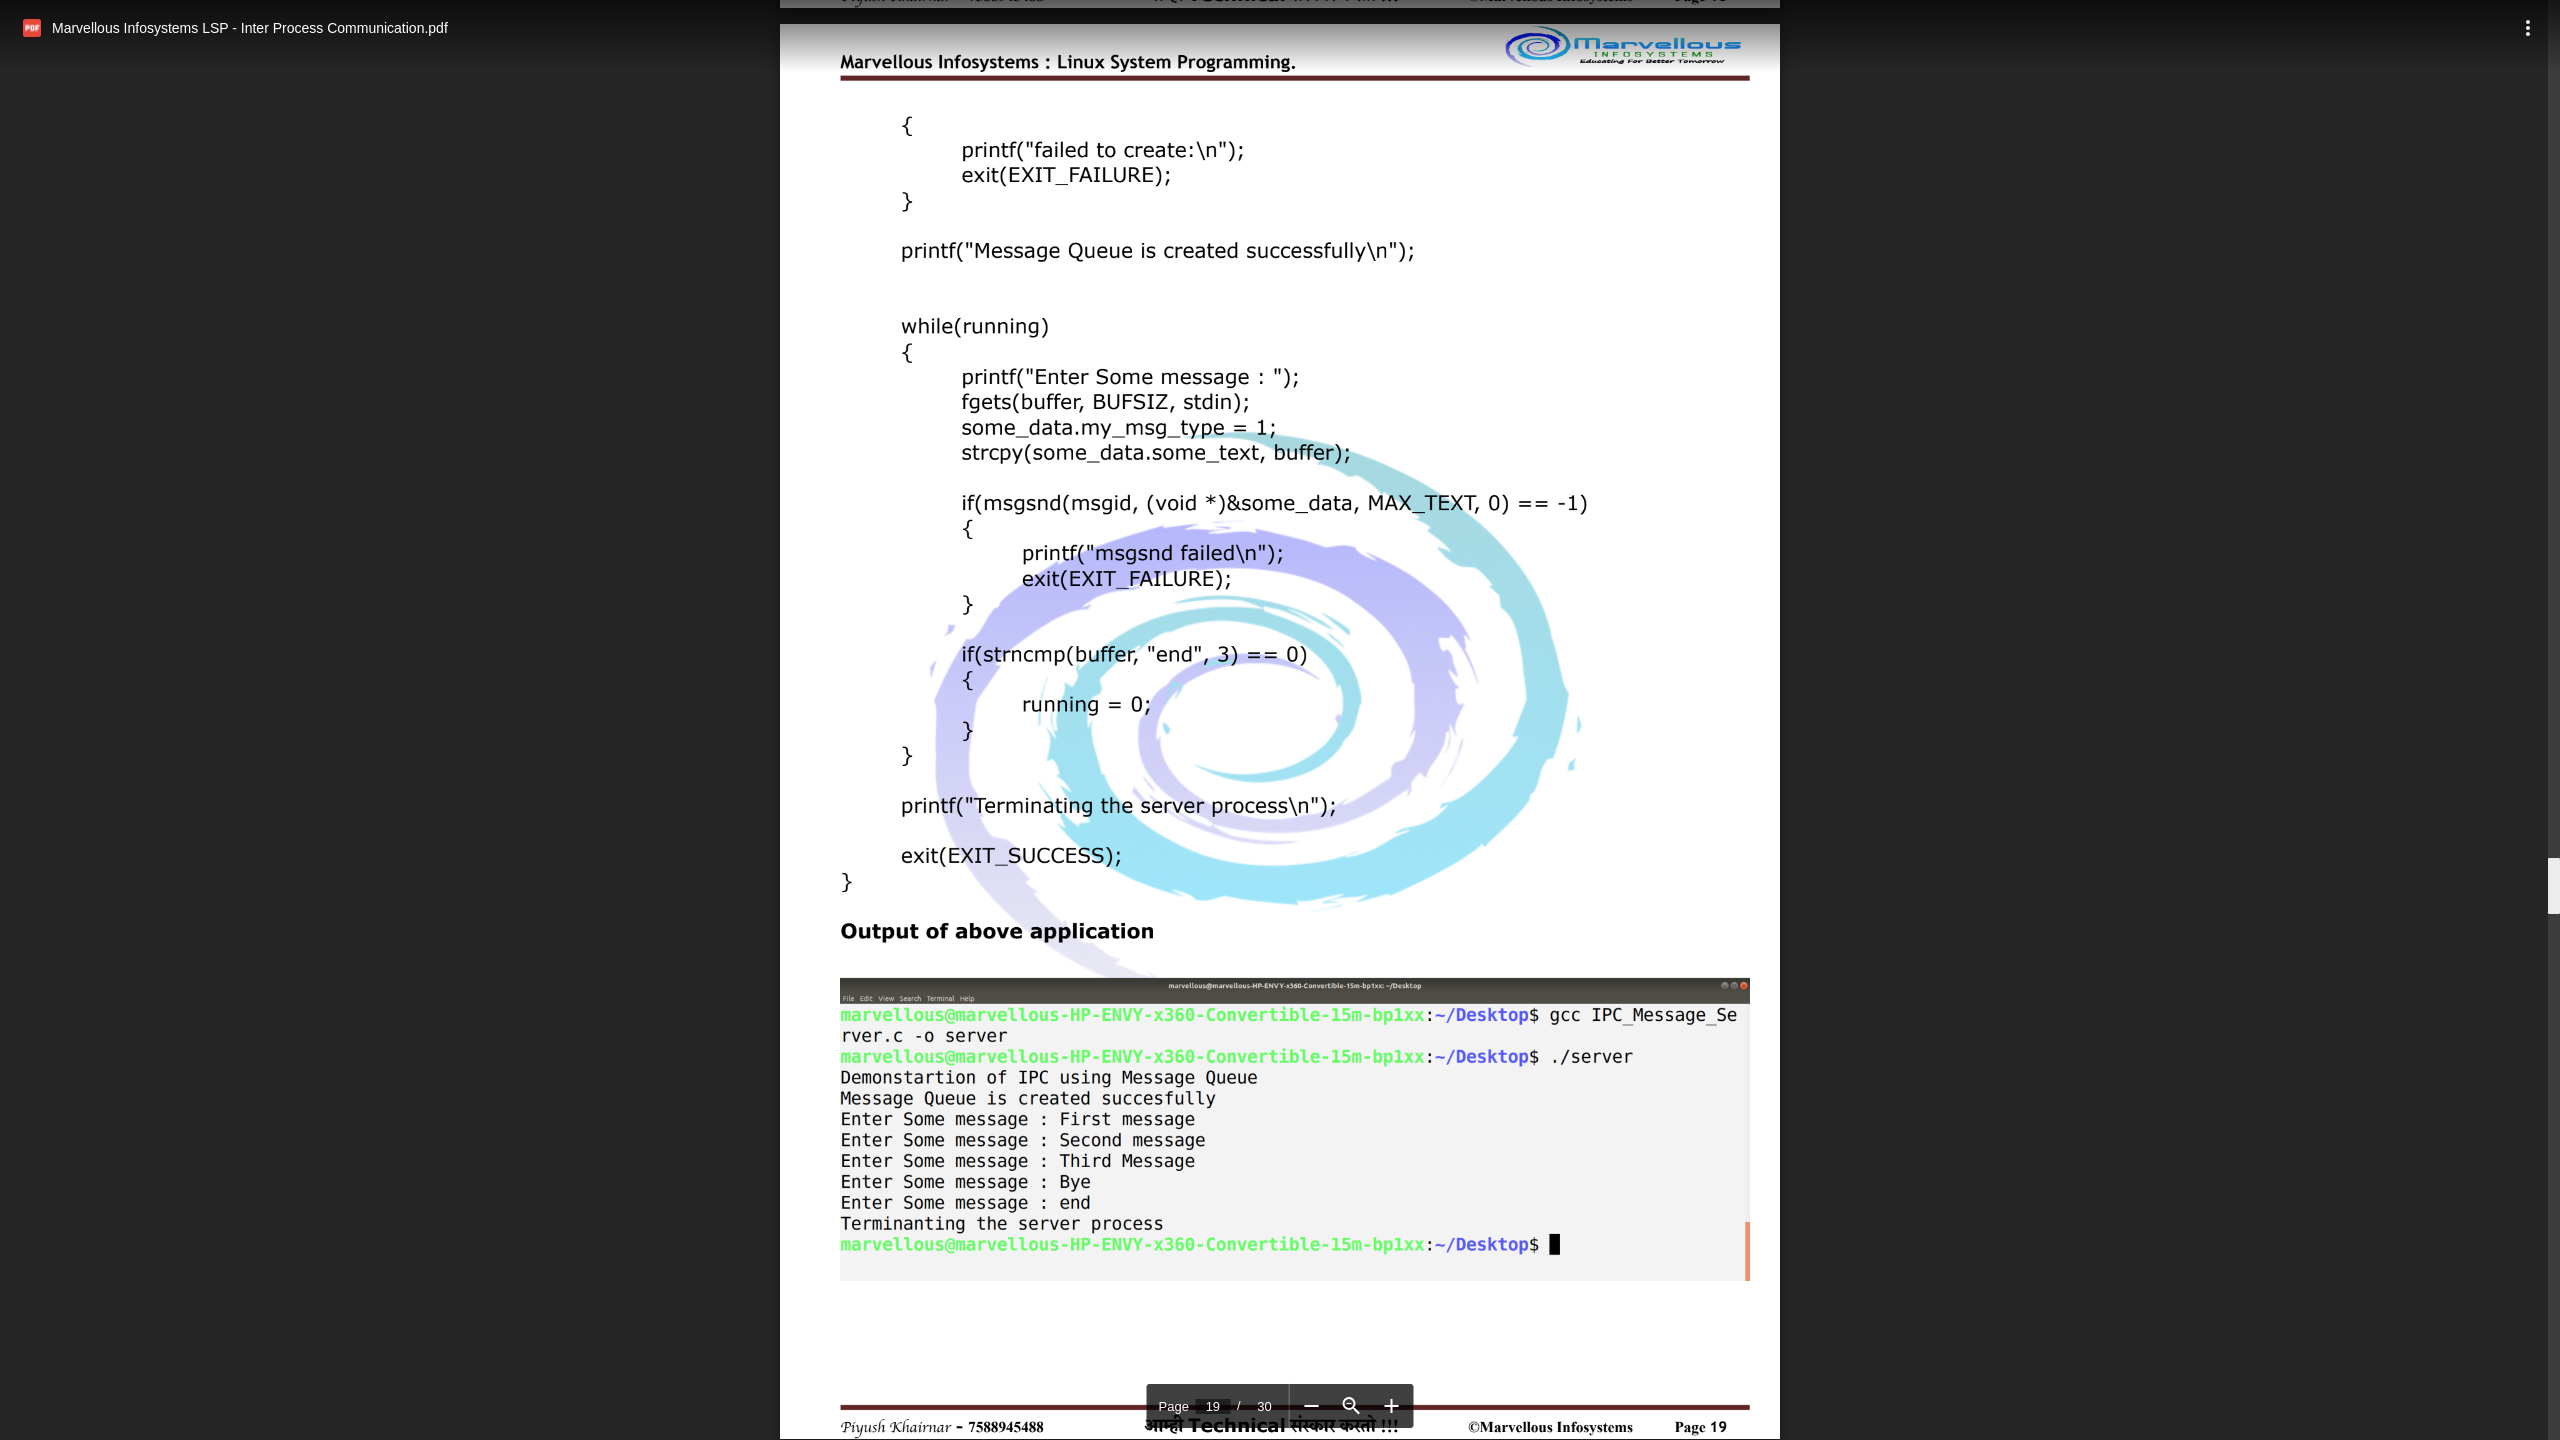 Marvellous Infosystems LSP - Inter Process Communication.pdf
Marvellous Infosystems : Linux System Programming.
Marvellous
INFOSYSTEMS
Educating For Better Tomorrow
{
printf("failed to create:\n");
exit(EXIT_FAILURE);
}
printf("Message Queue is created successfully\n");
while(running)
{
printf("Enter Some message : ");
fgets(buffer, BUFSIZ, stdin);
some_data.my_msg_type = 1;
strcpy(some_data.some_text, buffer);
if(msgsnd(msgid, (void *)&some_data, MAX_TEXT, 0) == -1)
{
printf("msgsnd failed\n");
exit(EXIT_FAILURE);
}
if(strncmp(buffer, "end", 3) == 0)
{
running = 0;
}
}
printf("Terminating the server process\n");
exit(EXIT_SUCCESS);
}
Output of above application
marvellous@marvellous-HP-ENVY-x360-Convertible-15m-bp1xx: ~/Desktop
File Edit View Search Terminal Help
marvellous@marvellous-HP-ENVY-x360-Convertible-15m-bp1xx:~/Desktop$ gcc IPC_Message_Se
rver.c -o server
marvellous@marvellous-HP-ENVY-x360-Convertible-15m-bp1xx:~/Desktop$ ./server
Demonstartion of IPC using Message Queue
Message Queue is created succesfully
Enter Some message : First message
Enter Some message : Second message
Enter Some message : Third Message
Enter Some message : Bye
Enter Some message : end
Terminanting the server process
marvellous@marvellous-HP-ENVY-x360-Convertible-15m-bp1xx:~/Desktop$
Page 19 / 30
Piyush Khairnar - 7588945488 आम्ही Technical संस्कार करतो !!! ©Marvellous Infosystems Page 19